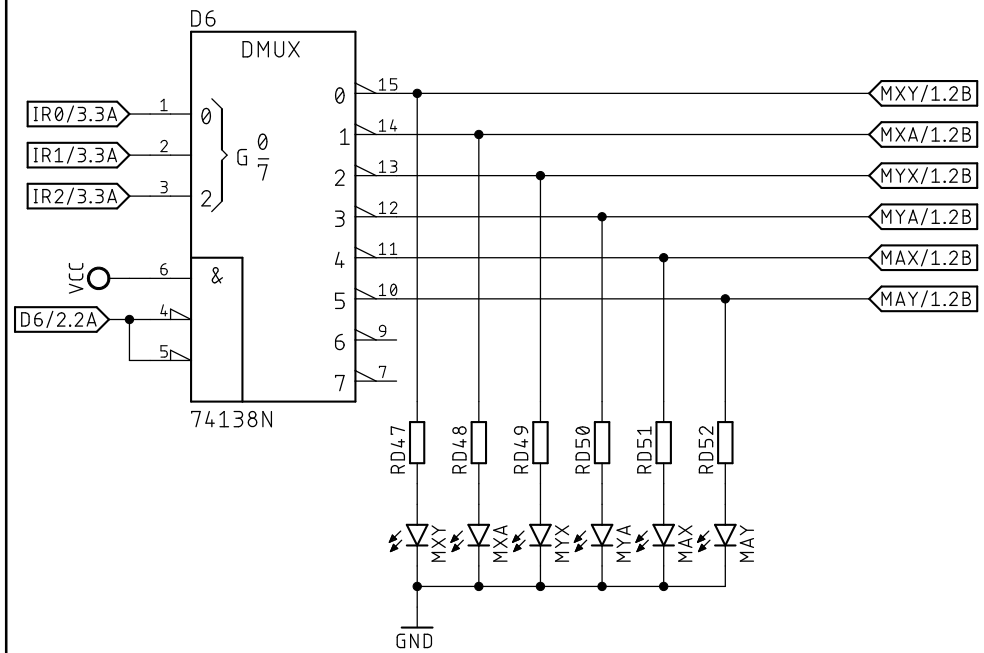 D6
DMUX
IR0/3.3A 1 0
IR1/3.3A 2
IR2/3.3A 3 2
G 0
7
VCC 6 &
D6/2.2A 4
5
74138N
0 15 MXY/1.2B
1 14 MXA/1.2B
2 13 MYX/1.2B
3 12 MYA/1.2B
4 11 MAX/1.2B
5 10 MAY/1.2B
6 9
7 7
RD47 RD48 RD49 RD50 RD51 RD52
MXY MXA MYX MYA MAX MAY
GND